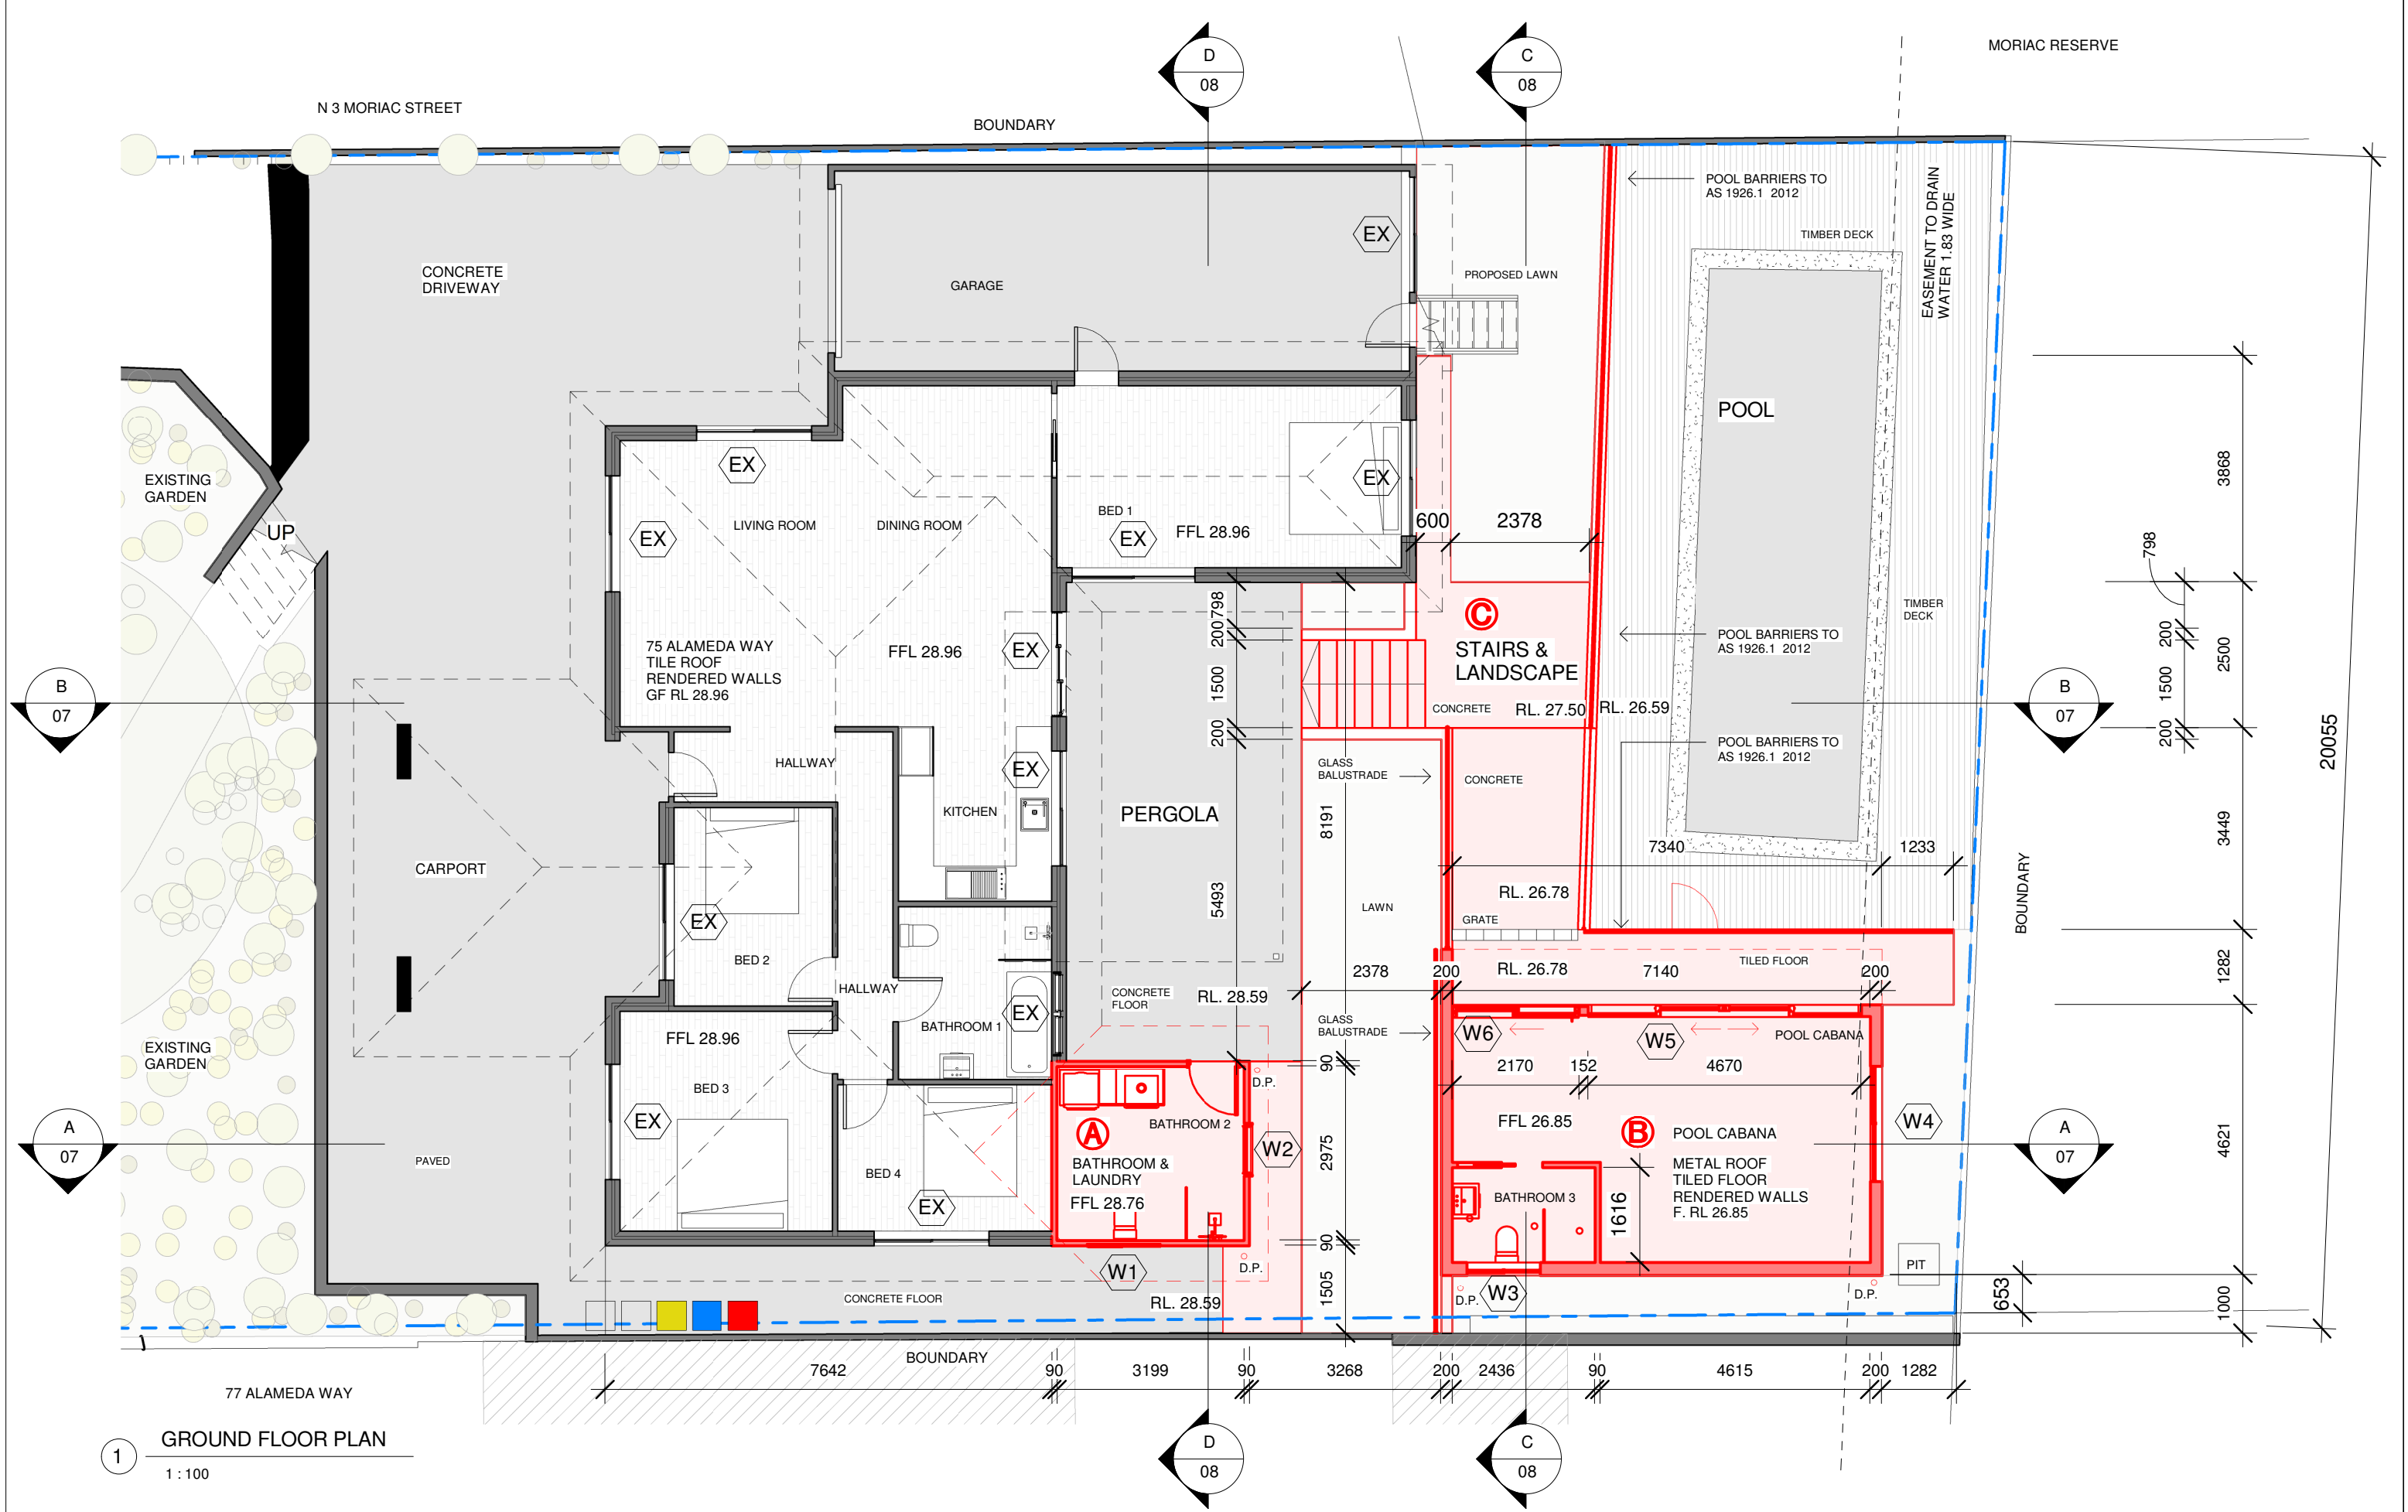 MORIAC RESERVE
D
08
C
08
N 3 MORIAC STREET
BOUNDARY
POOL BARRIERS TO
AS 1926.1 2012
EASEMENT TO DRAIN
WATER 1.83 WIDE
TIMBER DECK
EX
CONCRETE
DRIVEWAY
GARAGE
PROPOSED LAWN
POOL
EX
EX
EXISTING
GARDEN
3868
BED 1
600
2378
LIVING ROOM
DINING ROOM
UP
EX
EX
FFL 28.96
798
798
TIMBER
DECK
C
200
200
POOL BARRIERS TO
AS 1926.1 2012
75 ALAMEDA WAY
TILE ROOF
RENDERED WALLS
GF RL 28.96
FFL 28.96
EX
STAIRS &
LANDSCAPE
2500
1500
1500
B
07
B
07
CONCRETE
RL. 27.50
RL. 26.59
200
200
20055
POOL BARRIERS TO
AS 1926.1 2012
HALLWAY
EX
GLASS
BALUSTRADE
CONCRETE
KITCHEN
PERGOLA
8191
3449
7340
1233
CARPORT
BOUNDARY
5493
RL. 26.78
LAWN
EX
GRATE
BED 2
2378
200
RL. 26.78
7140
TILED FLOOR
200
1282
HALLWAY
CONCRETE
FLOOR
RL. 28.59
EX
BATHROOM 1
GLASS
BALUSTRADE
W6
W5
POOL CABANA
EXISTING
GARDEN
FFL 28.96
90
2170
152
4670
BED 3
D.P.
A
07
EX
A
BATHROOM 2
W2
2975
FFL 26.85
B
POOL CABANA
W4
A
07
PAVED
BED 4
BATHROOM &
LAUNDRY
FFL 28.76
METAL ROOF
TILED FLOOR
RENDERED WALLS
F. RL 26.85
4621
EX
BATHROOM 3
1616
90
W1
D.P.
PIT
CONCRETE FLOOR
RL. 28.59
1505
D.P.
W3
D.P.
653
1000
BOUNDARY
7642
90
3199
90
3268
200
2436
90
4615
200
1282
77 ALAMEDA WAY
1
GROUND FLOOR PLAN
1 : 100
D
08
C
08